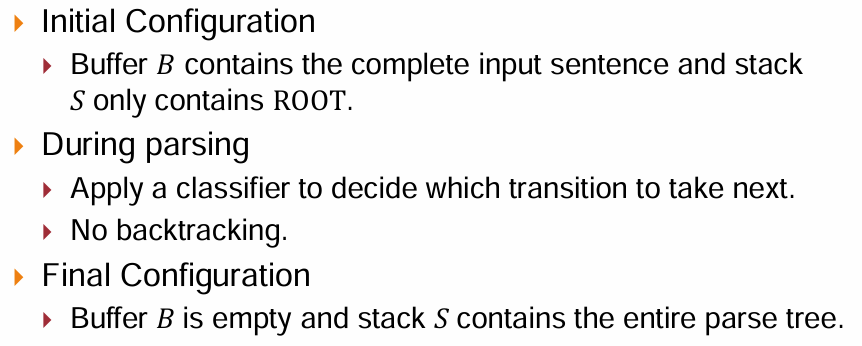 Initial Configuration
Buffer B contains the complete input sentence and stack
S only contains ROOT.
During parsing
Apply a classifier to decide which transition to take next.
No backtracking.
Final Configuration
Buffer B is empty and stack S contains the entire parse tree.